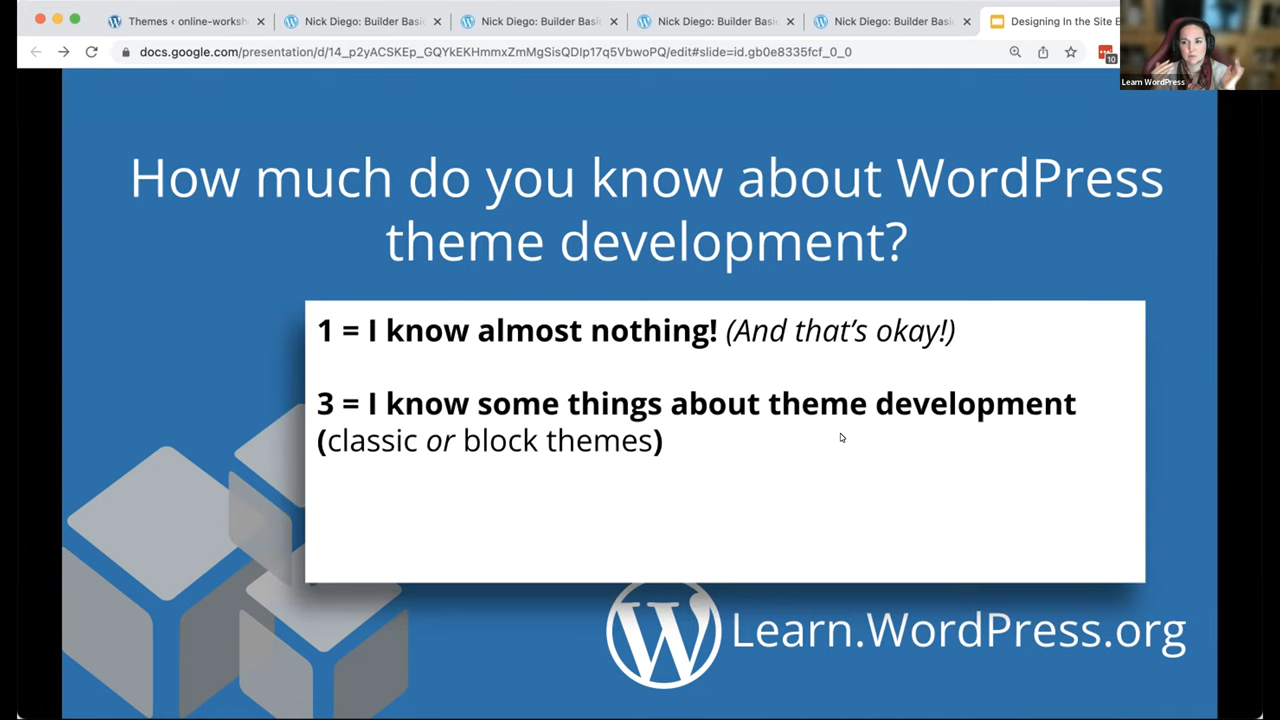 Themes ‹ online-worksh
Nick Diego: Builder Basi
Nick Diego: Builder Basi
Nick Diego: Builder Basi
Nick Diego: Builder Basi
Designing In the Site E
docs.google.com/presentation/d/14_p2yACSKEp_GQYkEKHmnxZmMgSisQDlp17q5VbwoPQ/edit#slide=id.gb0e8335fcf_0_0
10
Learn WordPress
How much do you know about WordPress
theme development?
1 = I know almost nothing! (And that's okay!)
3 = I know some things about theme development
(classic or block themes)
Learn.WordPress.org